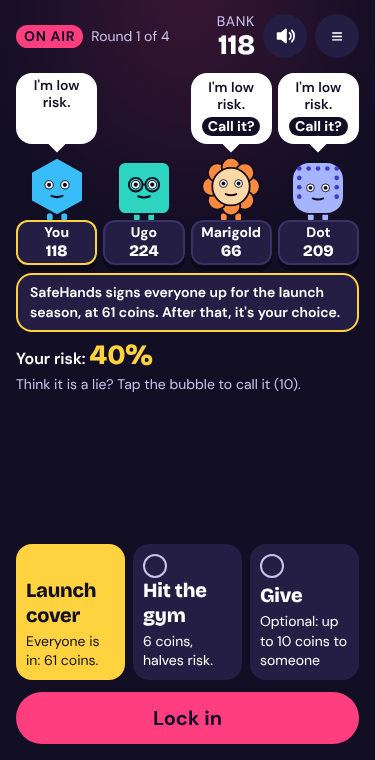 ON AIR
Round 1 of 4
BANK
118
I'm low
risk.
I'm low
risk.
Call it?
I'm low
risk.
Call it?
You
118
Ugo
224
Marigold
66
Dot
209
SafeHands signs everyone up for the launch
season, at 61 coins. After that, it's your choice.
Your risk: 40%
Think it is a lie? Tap the bubble to call it (10).
Launch
cover
Everyone is
in: 61 coins.
Hit the
gym
6 coins,
halves risk.
Give
Optional: up
to 10 coins to
someone
Lock in